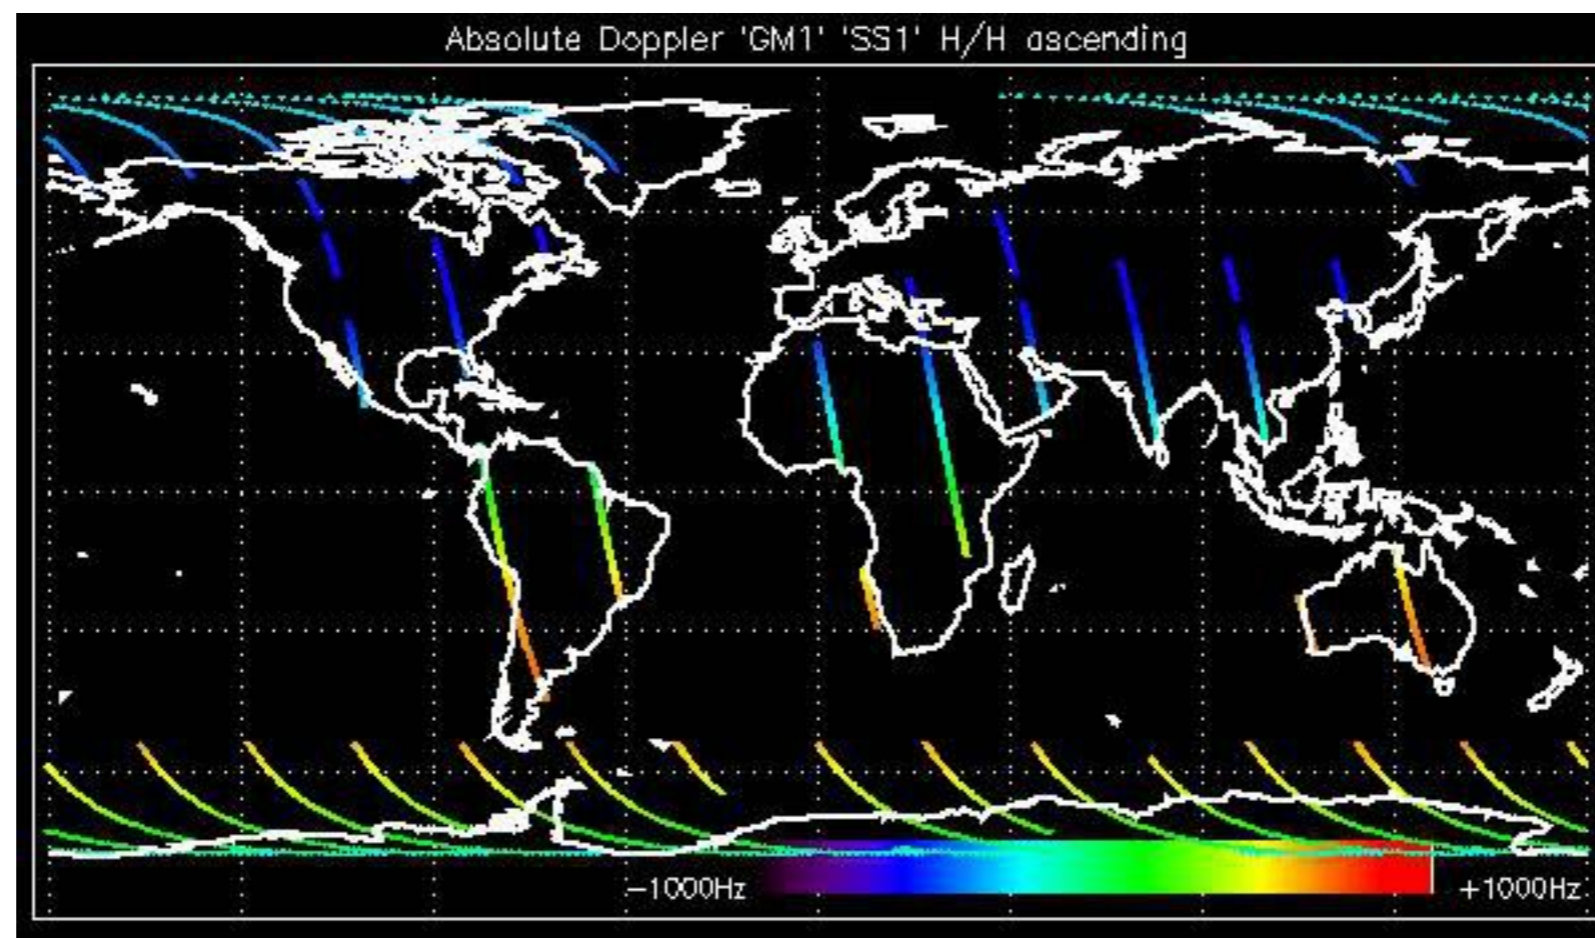 Absolute Doppler 'GM1' 'SS1' H/H ascending
−1000Hz
+1000Hz